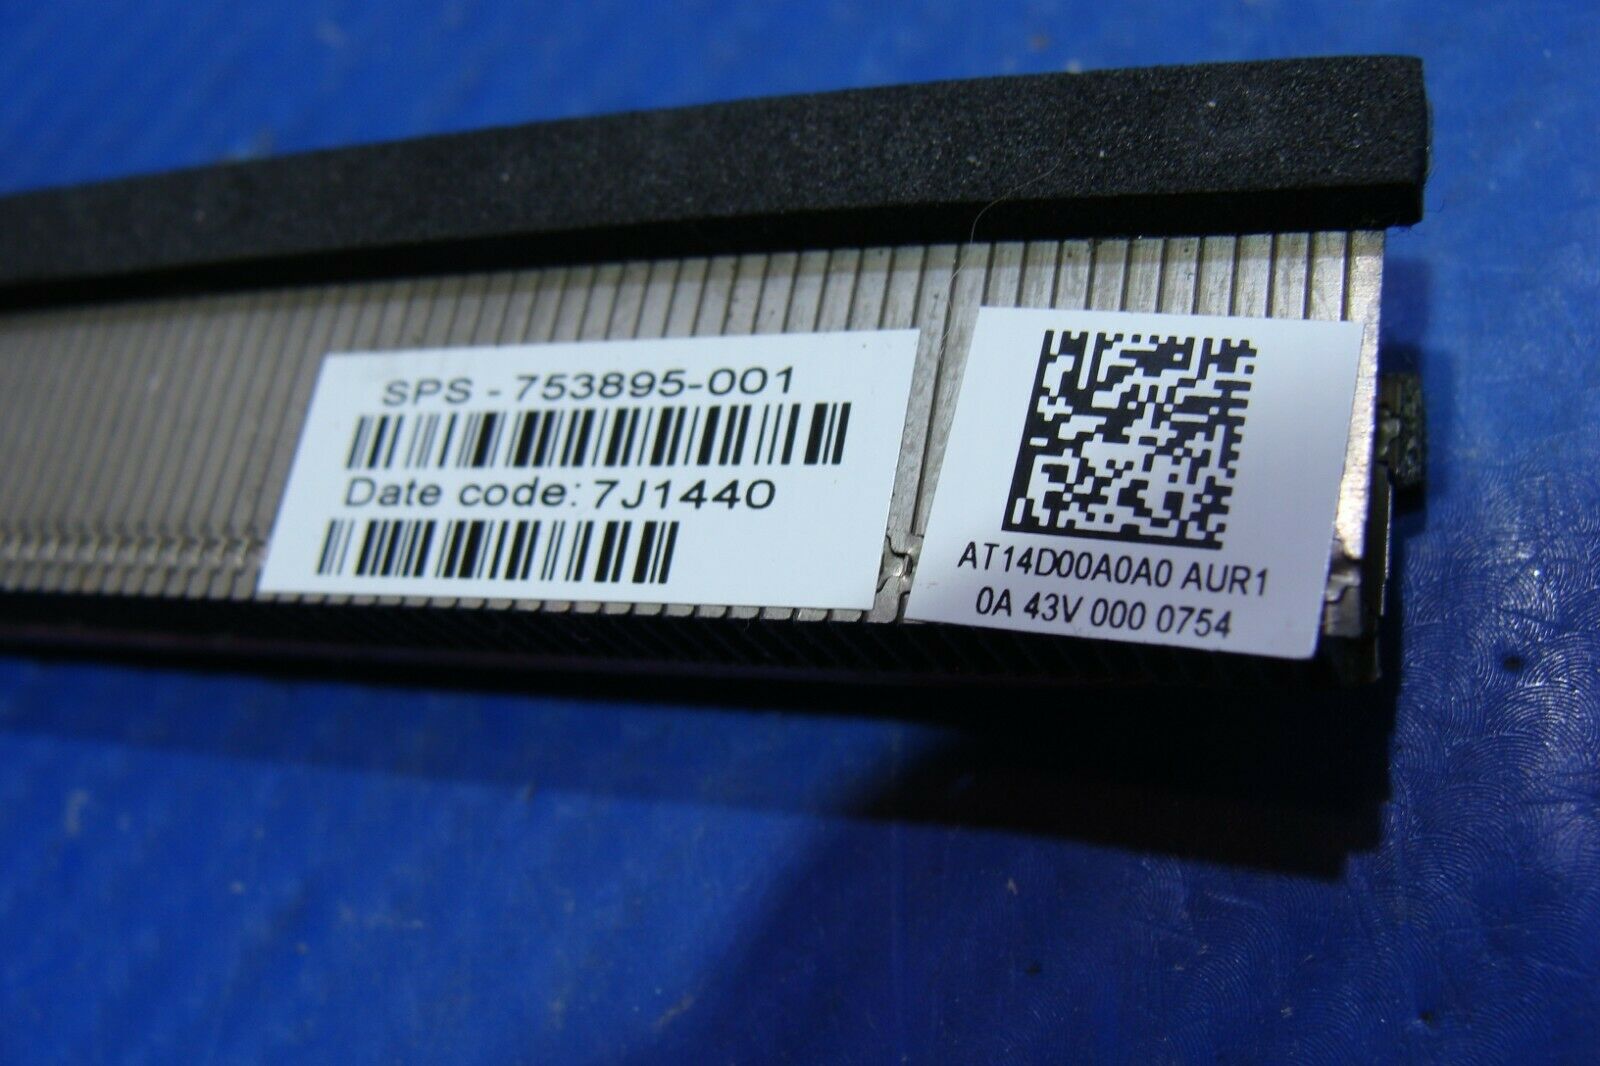 SPS - 753895-001
Date code: 7J1440
AT14D00A0A0 AUR1
0A 43V 000 0754